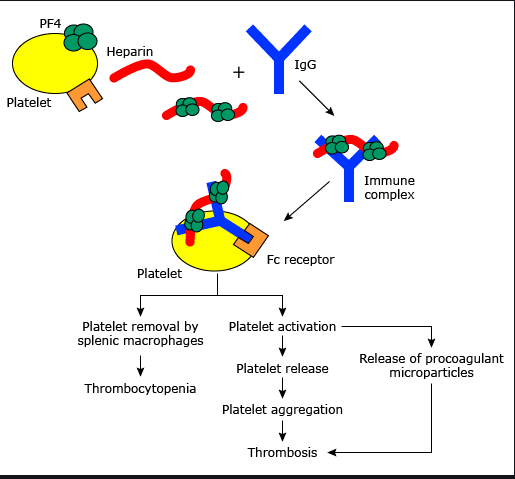 PF4
Heparin
Platelet
+
IgG
Immune
complex
Fc receptor
Platelet
Platelet removal by
splenic macrophages
Thrombocytopenia
Platelet activation
Platelet release
Platelet aggregation
Thrombosis
Release of procoagulant
microparticles